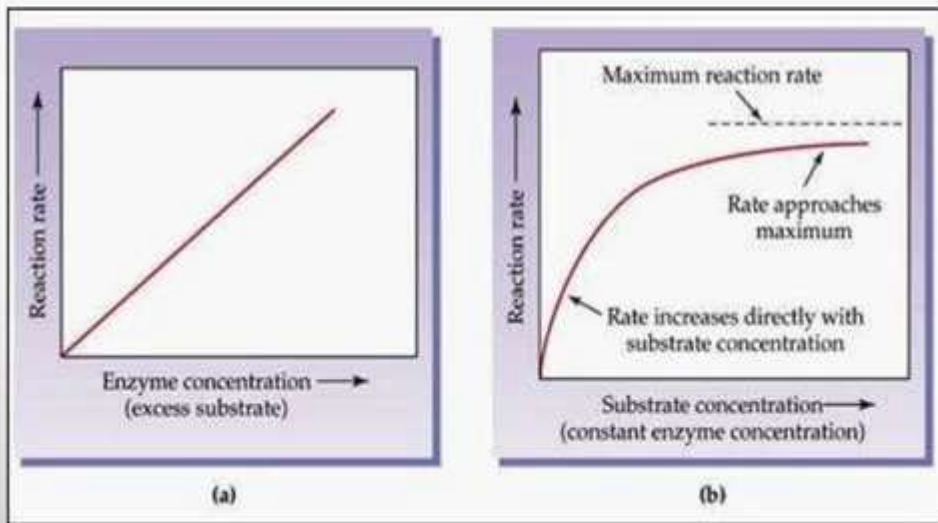 Reaction rate
Enzyme concentration
(excess substrate)
(a)
Maximum reaction rate
Rate approaches
maximum
Rate increases directly with
substrate concentration
Reaction rate
Substrate concentration
(constant enzyme concentration)
(b)